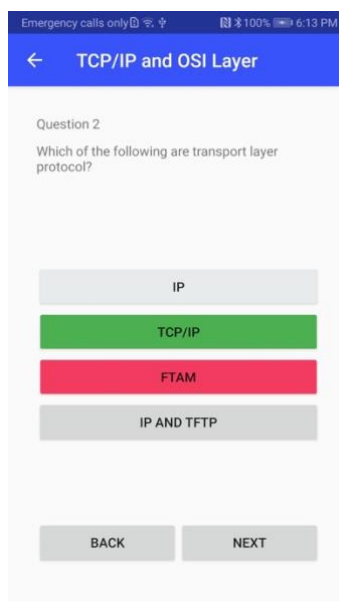 Emergency calls only 100% 6:13 PM
TCP/IP and OSI Layer
Question 2
Which of the following are transport layer
protocol?
IP
TCP/IP
FTAM
IP AND TFTP
BACK NEXT